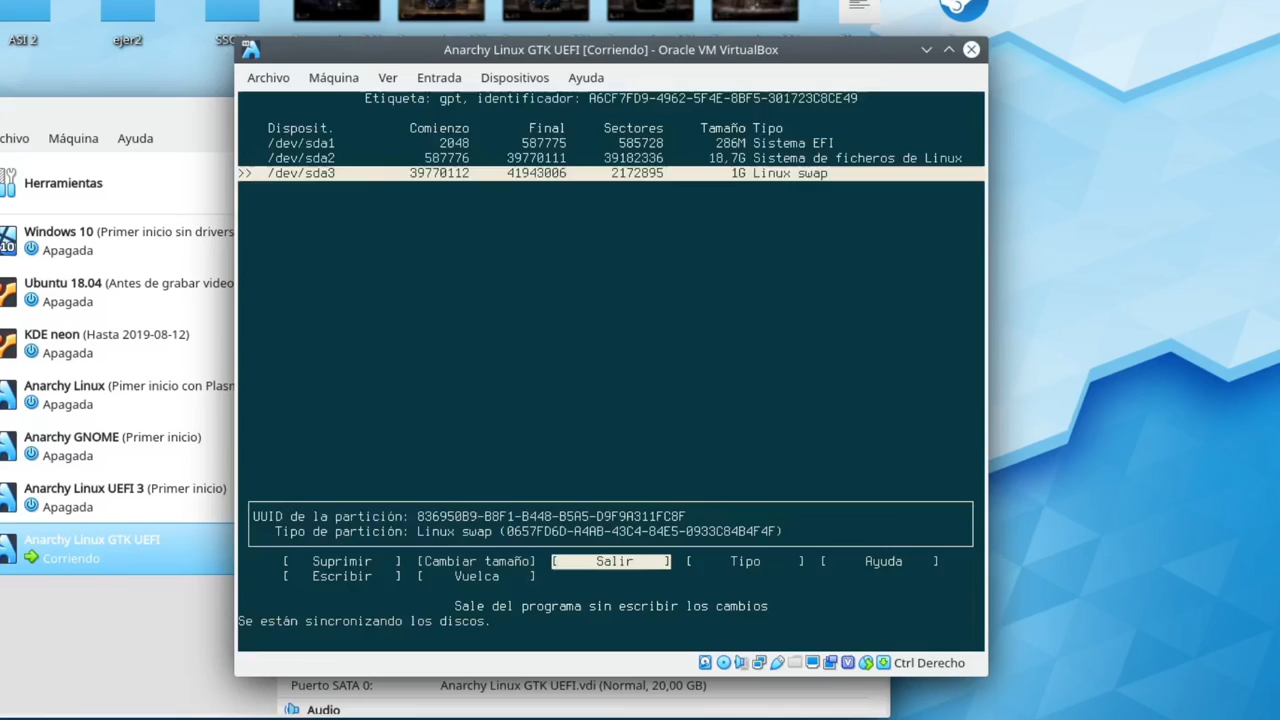 ASI 2
ejer2
Anarchy Linux GTK UEFI [Corriendo] - Oracle VM VirtualBox
Archivo Máquina Ver Entrada Dispositivos Ayuda
Etiqueta: gpt, identificador: A6CF7FD9-4962-5F4E-8BF5-301723C8CE49
Disposit. Comienzo Final Sectores Tamaño Tipo
/dev/sda1 2048 587775 585728 286M Sistema EFI
/dev/sda2 587776 39770111 39182336 18,7G Sistema de ficheros de Linux
>> /dev/sda3 39770112 41943006 2172895 1G Linux swap
UUID de la partición: 836950B9-B8F1-B448-B5A5-D9F9A311FC8F
Tipo de partición: Linux swap (0657FD6D-A4AB-43C4-84E5-0933C84B4F4F)
[ Suprimir ] [Cambiar tamaño] [ Salir ] [ Tipo ] [ Ayuda ]
[ Escribir ] [ Vuelca ]
Sale del programa sin escribir los cambios
Se están sincronizando los discos.
Ctrl Derecho
chivo Máquina Ayuda
Herramientas
Windows 10 (Primer inicio sin drivers
Apagada
Ubuntu 18.04 (Antes de grabar video
Apagada
KDE neon (Hasta 2019-08-12)
Apagada
Anarchy Linux (Pimer inicio con Plasm
Apagada
Anarchy GNOME (Primer inicio)
Apagada
Anarchy Linux UEFI 3 (Primer inicio)
Apagada
Anarchy Linux GTK UEFI
Corriendo
Puerto SATA 0: Anarchy Linux GTK UEFI.vdi (Normal, 20,00 GB)
Audio